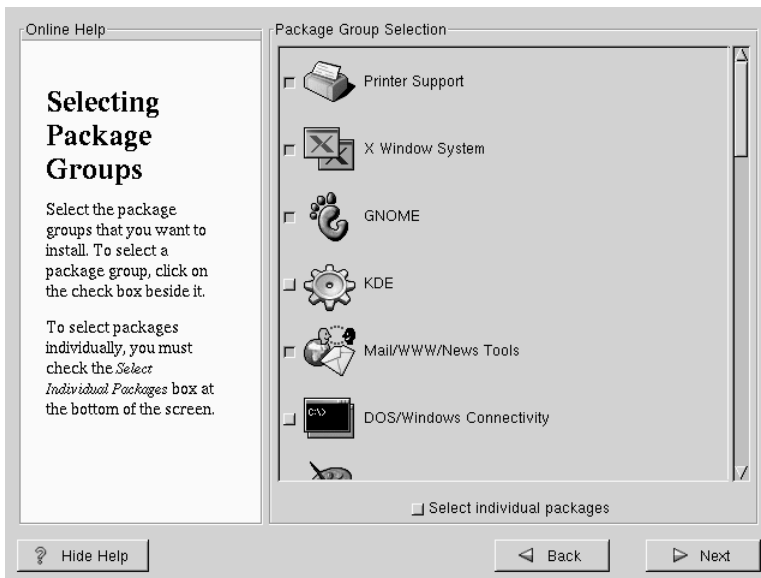 Online Help
Selecting
Package
Groups
Select the package
groups that you want to
install. To select a
package group, click on
the check box beside it.
To select packages
individually, you must
check the Select
Individual Packages box at
the bottom of the screen.
Package Group Selection
Printer Support
X Window System
GNOME
KDE
Mail/WWW/News Tools
C:\>
DOS/Windows Connectivity
Select individual packages
Hide Help
Back
Next